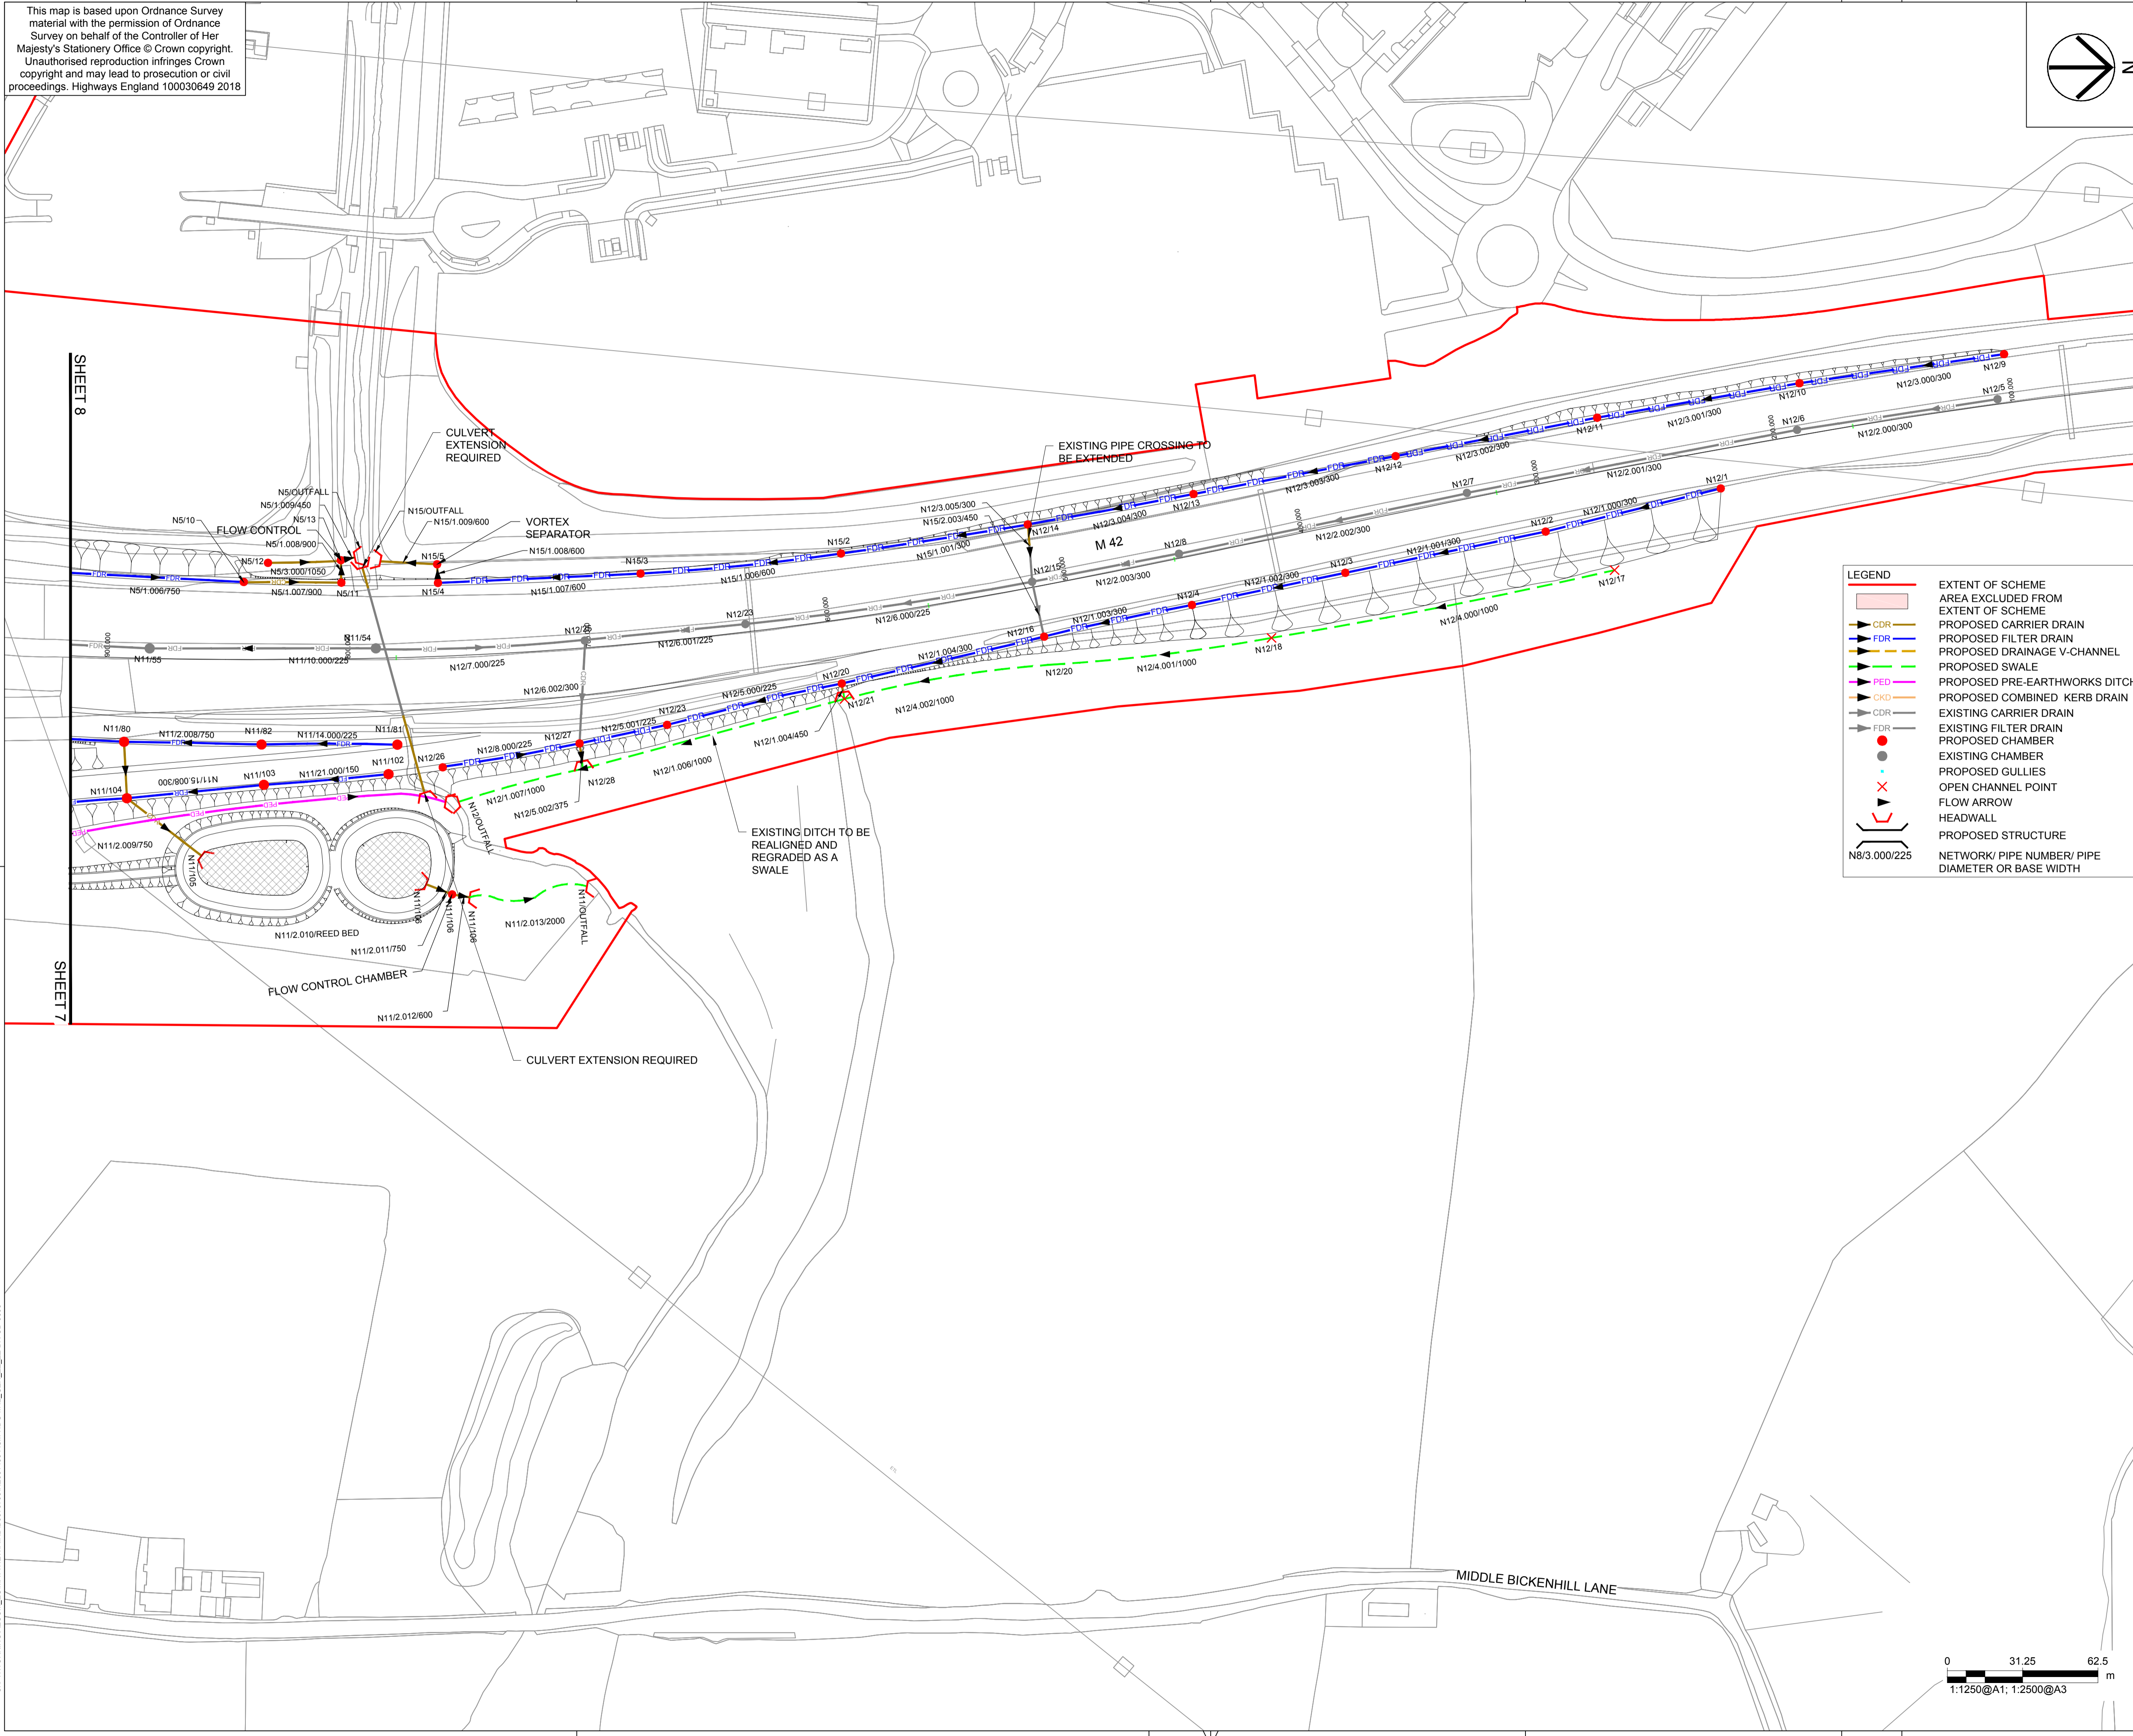 This map is based upon Ordnance Survey
material with the permission of Ordnance
Survey on behalf of the Controller of Her
Majesty's Stationery Office © Crown copyright.
Unauthorised reproduction infringes Crown
copyright and may lead to prosecution or civil
proceedings. Highways England 100030649 2018
N
SHEET 8
SHEET 7
CULVERT
EXTENSION
REQUIRED
N5/OUTFALL
N5/1.009/450
N5/13
N5/10
FLOW CONTROL
N5/1.008/900
N5/12
N5/3.000/1050
N5/1.006/750
N5/1.007/900
N5/11
N15/OUTFALL
N15/1.009/600
VORTEX
SEPARATOR
N15/5
N15/1.008/600
N15/4
N15/3
N15/1.007/600
N15/1.006/600
N15/2
N15/1.001/300
EXISTING PIPE CROSSING TO
BE EXTENDED
N12/3.005/300
N15/2.003/450
N12/14
N12/3.004/300
N12/13
N12/3.003/300
N12/12
N12/3.002/300
N12/11
N12/3.001/300
N12/10
N12/3.000/300
N12/9
N12/5
N12/2.000/300
N12/6
N12/2.001/300
N12/7
N12/2.002/300
N12/8
N12/2.003/300
M 42
N12/15
N12/1
N12/1.000/300
N12/2
N12/1.001/300
N12/3
N12/1.002/300
N12/4
N12/1.003/300
N12/16
N12/1.004/300
N12/17
N12/4.000/1000
N12/18
N12/4.001/1000
N12/20
N12/4.002/1000
N12/20
N12/21
N12/1.004/450
N12/23
N12/6.000/225
N12/6.001/225
N12/7.000/225
N12/6.002/300
N12/5.000/225
N12/23
N12/5.001/225
N12/27
N12/8.000/225
N12/26
N12/28
N12/1.006/1000
N12/1.007/1000
N12/5.002/375
N12/OUTFALL
N11/54
N11/10.000/225
N11/55
N11/80
N11/2.008/750
N11/82
N11/14.000/225
N11/81
N11/15.008/300
N11/103
N11/21.000/150
N11/102
N11/104
N11/2.009/750
N11/105
N11/2.010/REED BED
N11/106
N11/106
N11/106
N11/2.011/750
N11/2.013/2000
N11/OUTFALL
FLOW CONTROL CHAMBER
N11/2.012/600
CULVERT EXTENSION REQUIRED
EXISTING DITCH TO BE
REALIGNED AND
REGRADED AS A
SWALE
LEGEND
EXTENT OF SCHEME
AREA EXCLUDED FROM
EXTENT OF SCHEME
CDR PROPOSED CARRIER DRAIN
FDR PROPOSED FILTER DRAIN
PROPOSED DRAINAGE V-CHANNEL
PROPOSED SWALE
PED PROPOSED PRE-EARTHWORKS DITCH
CKD PROPOSED COMBINED KERB DRAIN
CDR EXISTING CARRIER DRAIN
FDR EXISTING FILTER DRAIN
PROPOSED CHAMBER
EXISTING CHAMBER
PROPOSED GULLIES
OPEN CHANNEL POINT
FLOW ARROW
HEADWALL
PROPOSED STRUCTURE
N8/3.000/225 NETWORK/ PIPE NUMBER/ PIPE
DIAMETER OR BASE WIDTH
MIDDLE BICKENHILL LANE
0 31.25 62.5
m
1:1250@A1; 1:2500@A3